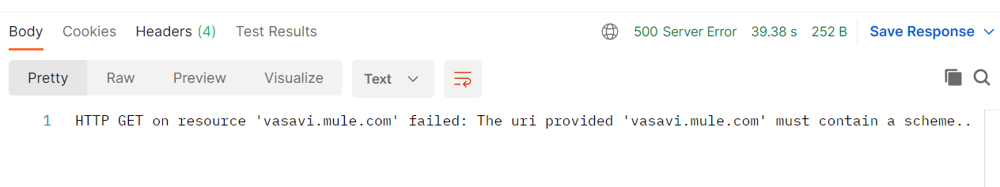 Body Cookies Headers (4) Test Results 500 Server Error 39.38 s 252 B Save Response
Pretty Raw Preview Visualize Text
1 HTTP GET on resource 'vasavi.mule.com' failed: The uri provided 'vasavi.mule.com' must contain a scheme..